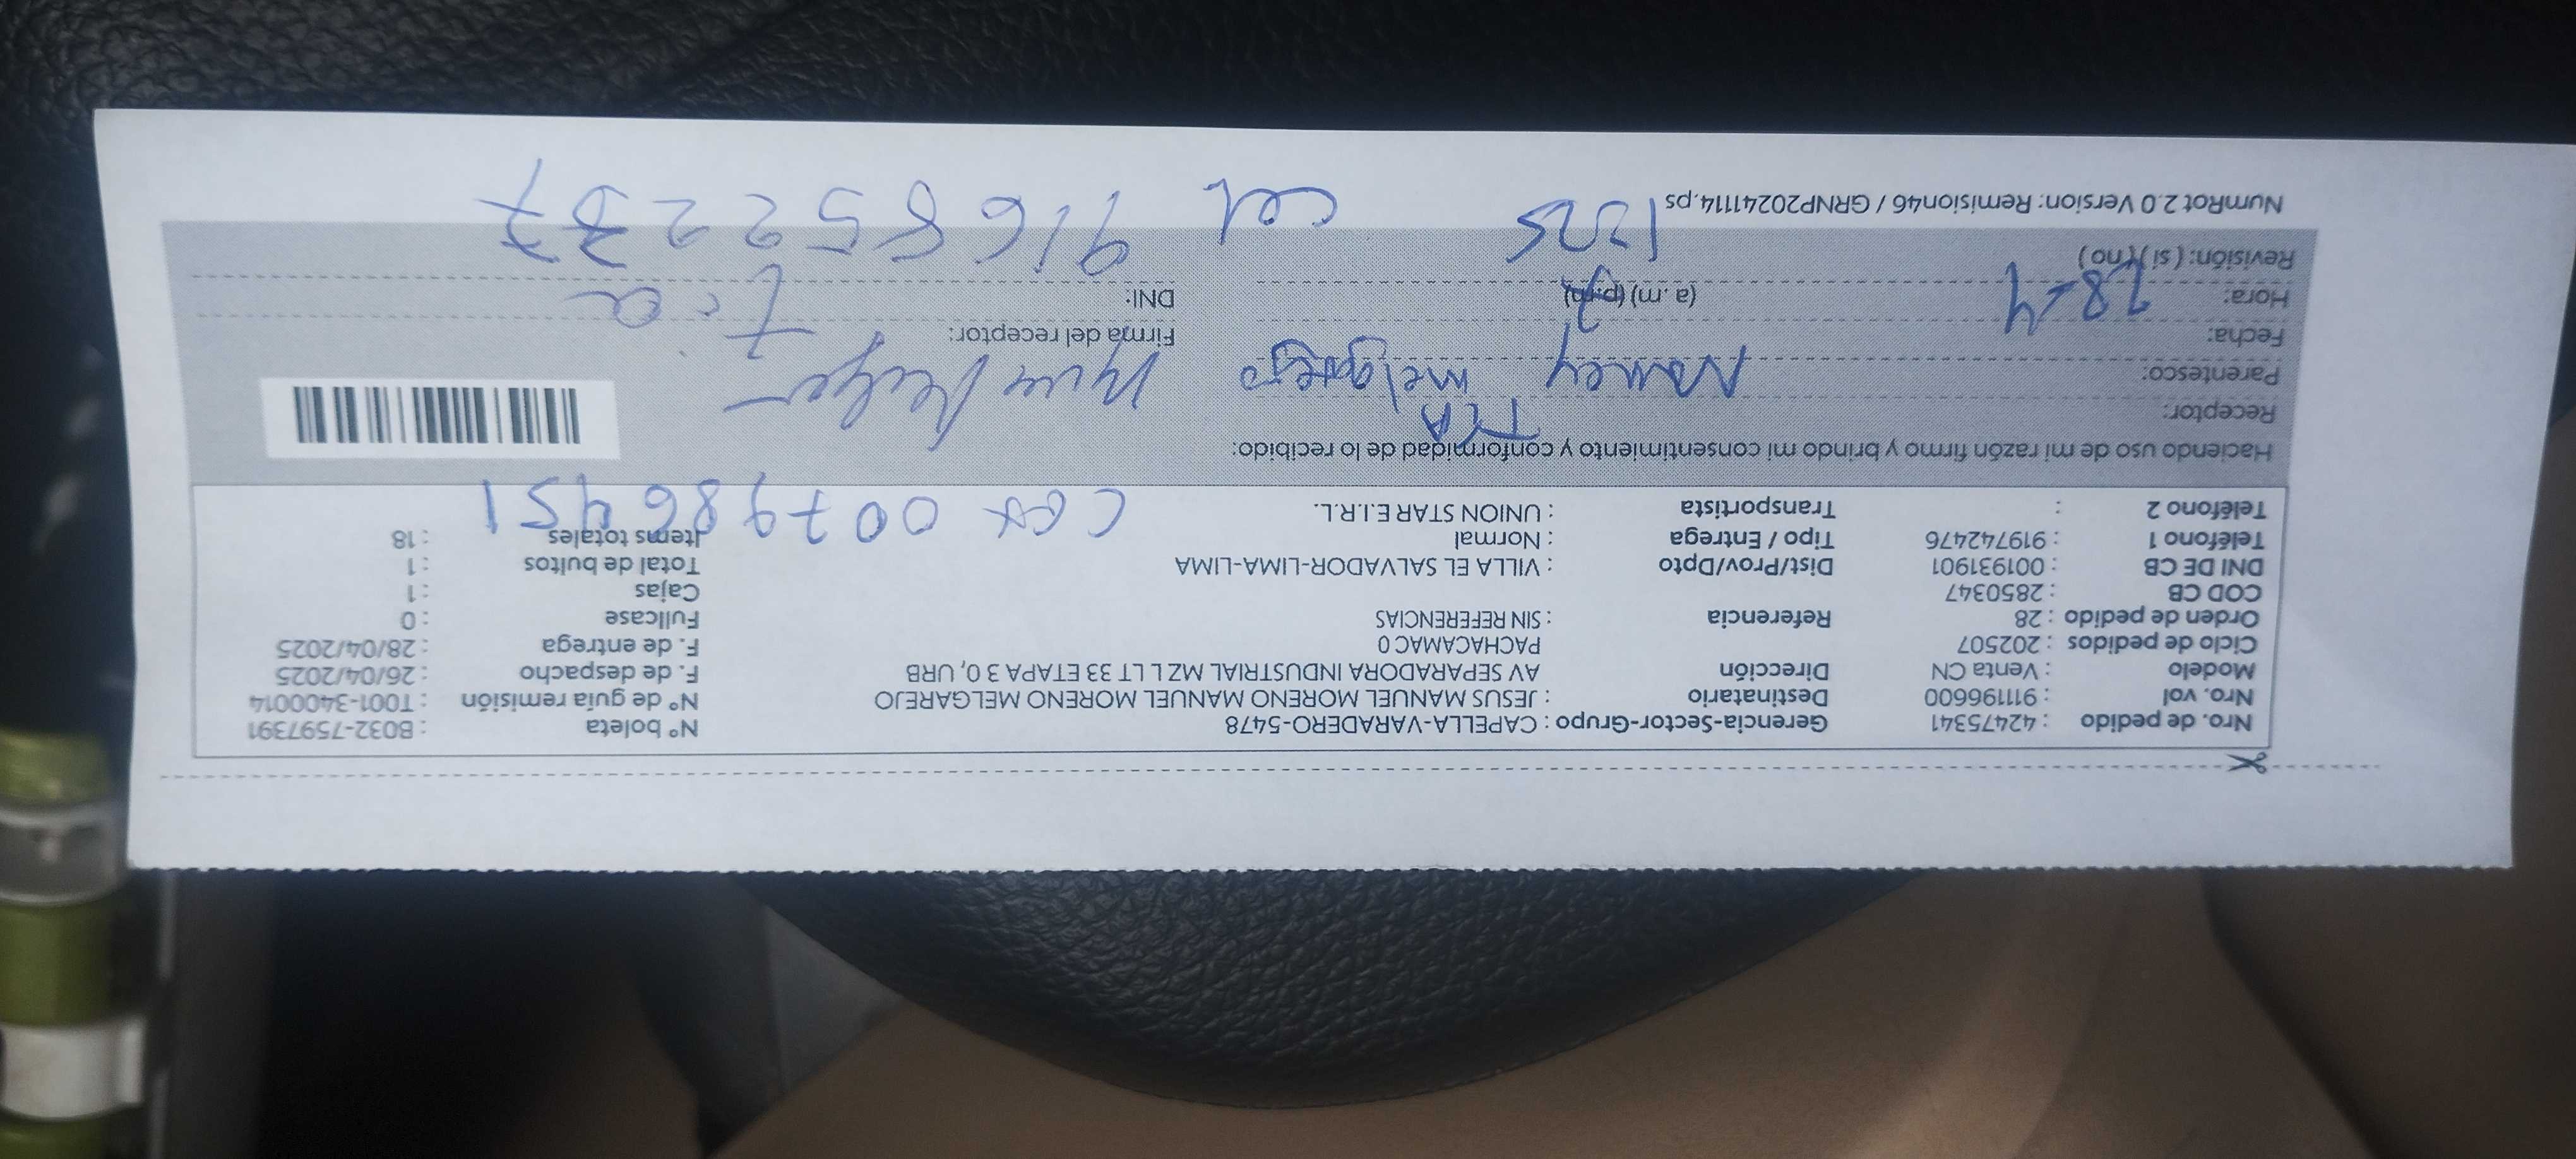 Nro. de pedido : 42475341 Gerencia-Sector-Grupo : CAPELLA-VARADERO-5478 N° boleta : B032-7597391
Nro. vol : 911196600 Destinatario : JESUS MANUEL MORENO MANUEL MORENO MELGAREJO N° de guía remisión : T001-3400014
Modelo : Venta CN Dirección AV SEPARADORA INDUSTRIAL MZ L LT 33 ETAPA 3 0, URB F. de despacho : 26/04/2025
Ciclo de pedidos : 202507 PACHACAMAC 0 F. de entrega : 28/04/2025
Orden de pedido : 28 Referencia : SIN REFERENCIAS Fullcase : 0
COD CB : 2850347 Cajas : 1
DNI DE CB : 001931901 Dist/Prov/Dpto : VILLA EL SALVADOR-LIMA-LIMA Total de bultos : 1
Teléfono 1 : 919742476 Tipo / Entrega : Normal Items totales : 18
Teléfono 2 : Transportista : UNION STAR E.I.R.L.
007986451
Haciendo uso de mi razón firmo y brindo mi consentimiento y conformidad de lo recibido:
Receptor: TIA
Parentesco: Nancy melgarejo
Fecha: Firma del receptor:
Hora: 28-4 (a .m) (p.m) DNI: Tia
Revisión: ( si )( no )
NumRot 2.0 Version: Remision46 / GRNP20241114.ps 1205 cel 916852237